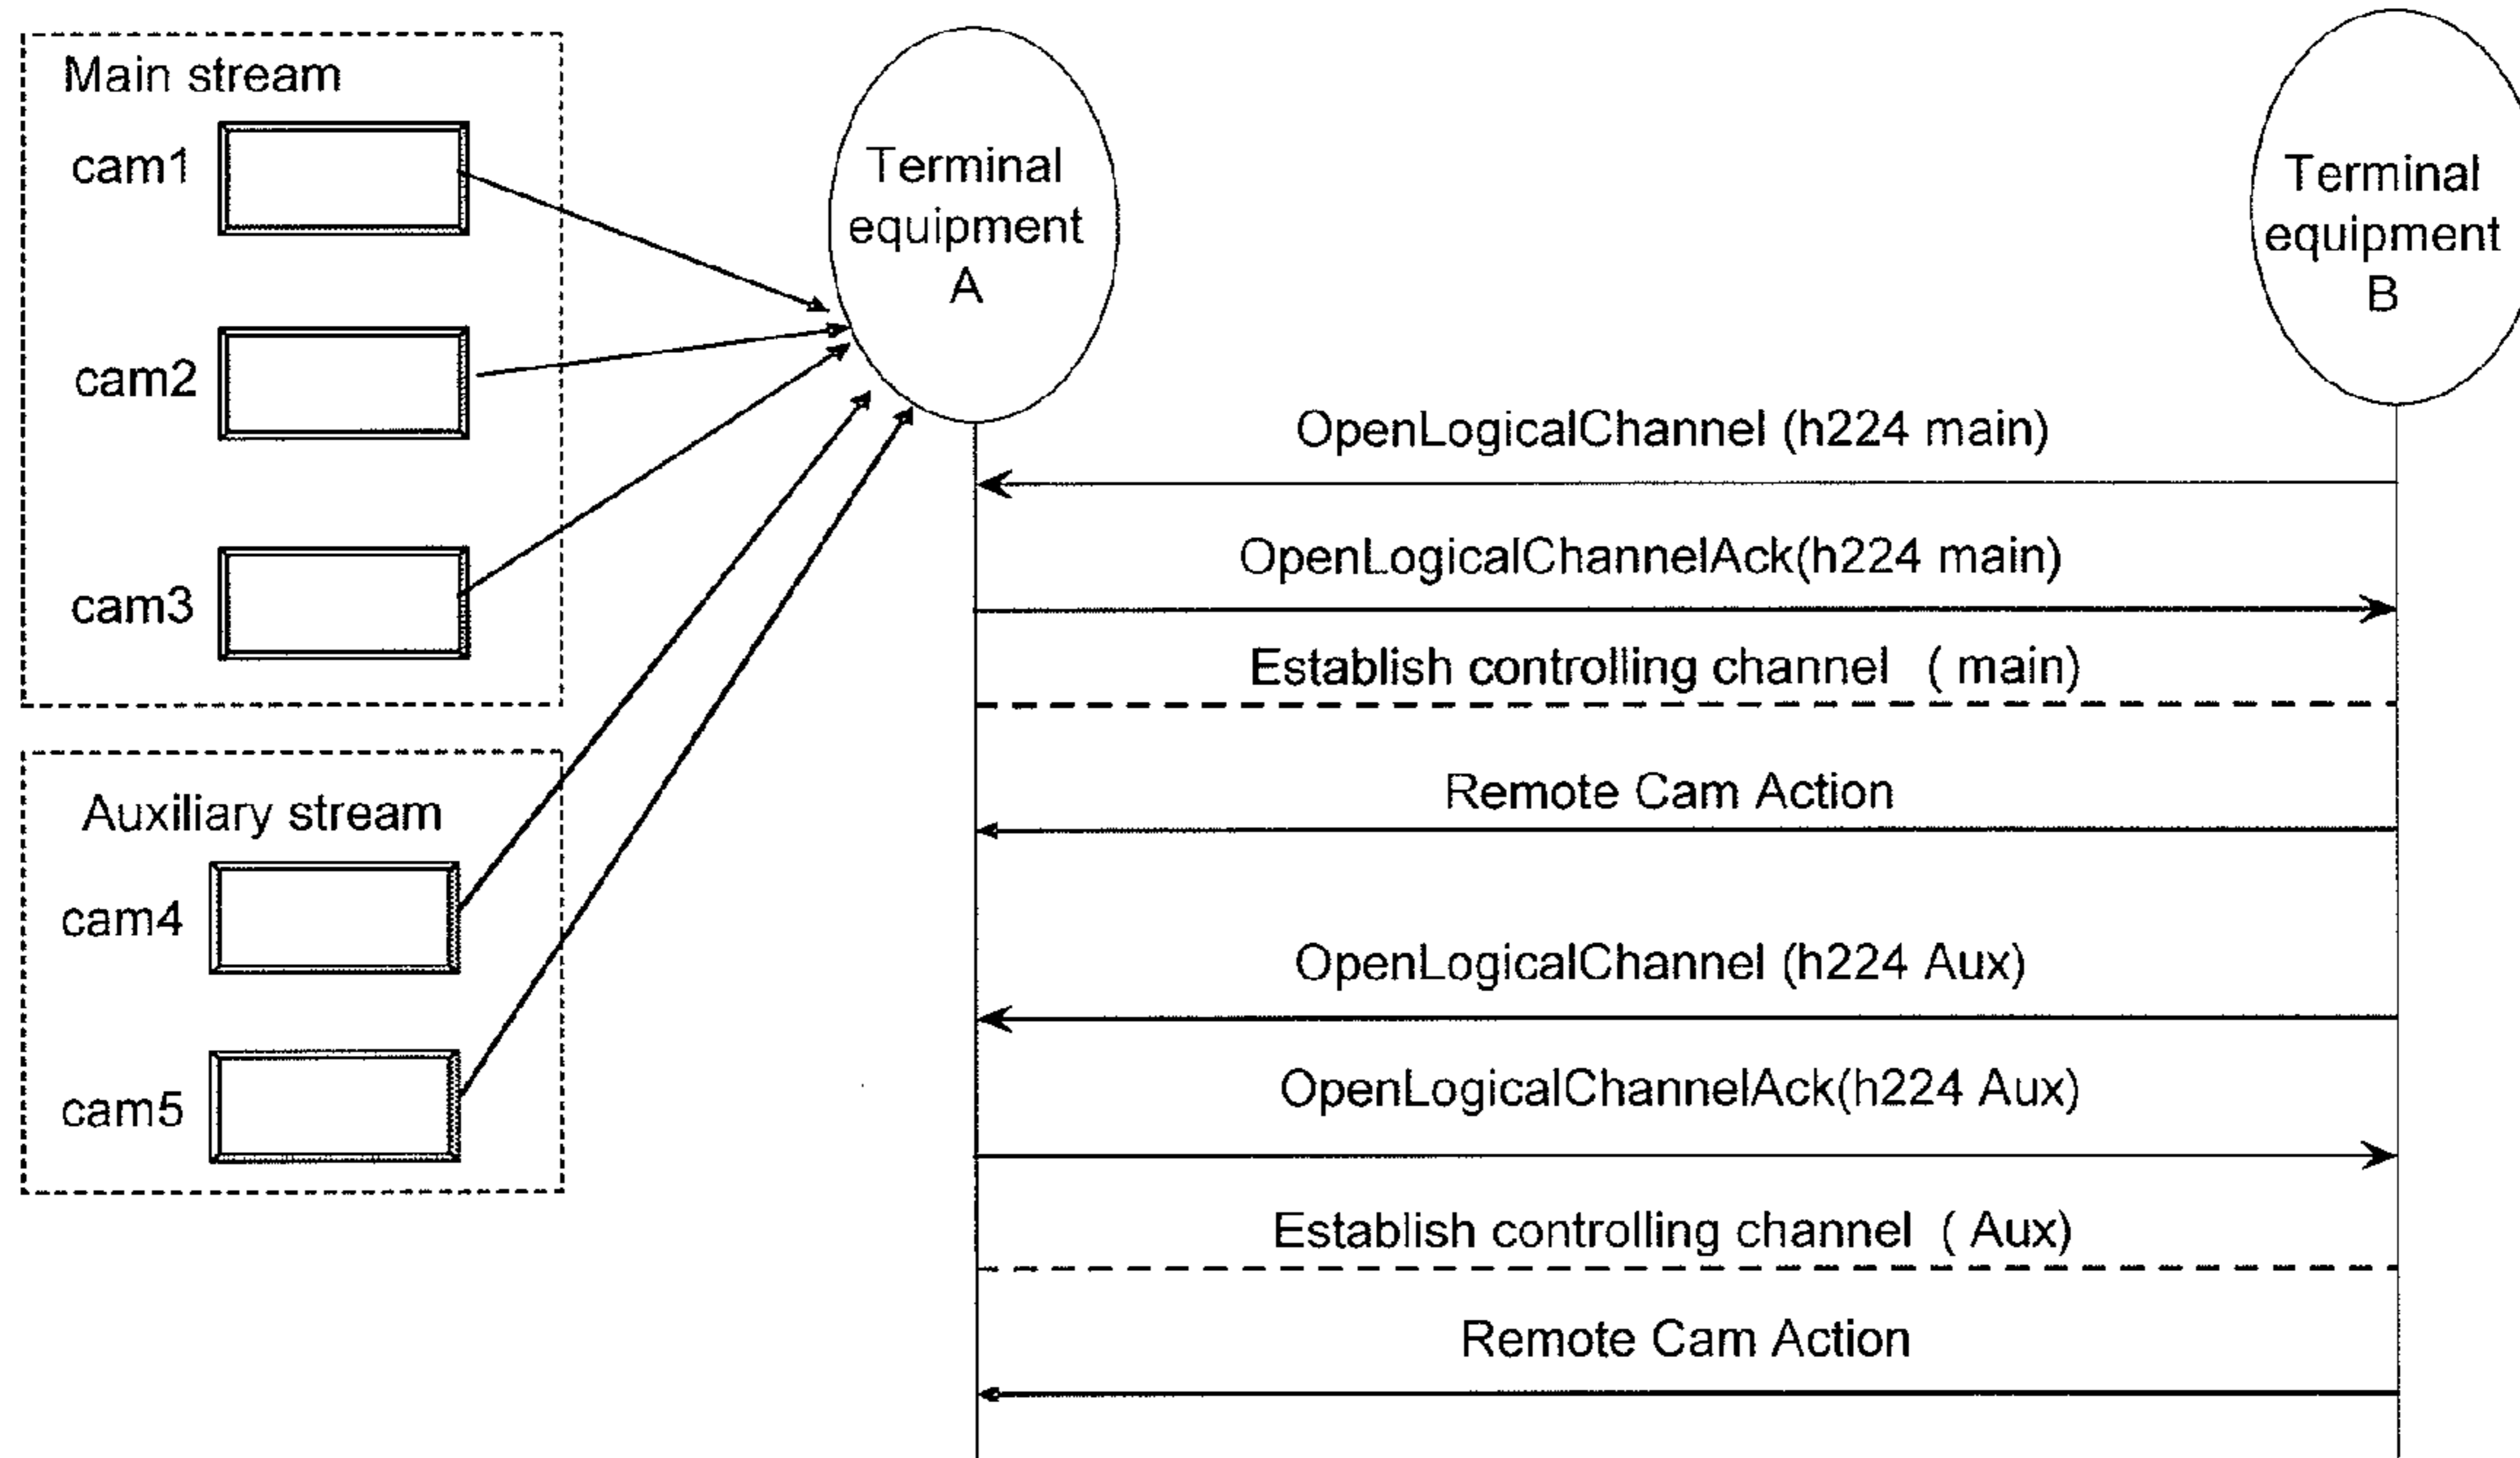 Main stream
cam1
cam2
cam3
Auxiliary stream
cam4
cam5
Terminal
equipment
A
Terminal
equipment
B
OpenLogicalChannel (h224 main)
OpenLogicalChannelAck(h224 main)
Establish controlling channel ( main)
Remote Cam Action
OpenLogicalChannel (h224 Aux)
OpenLogicalChannelAck(h224 Aux)
Establish controlling channel ( Aux)
Remote Cam Action